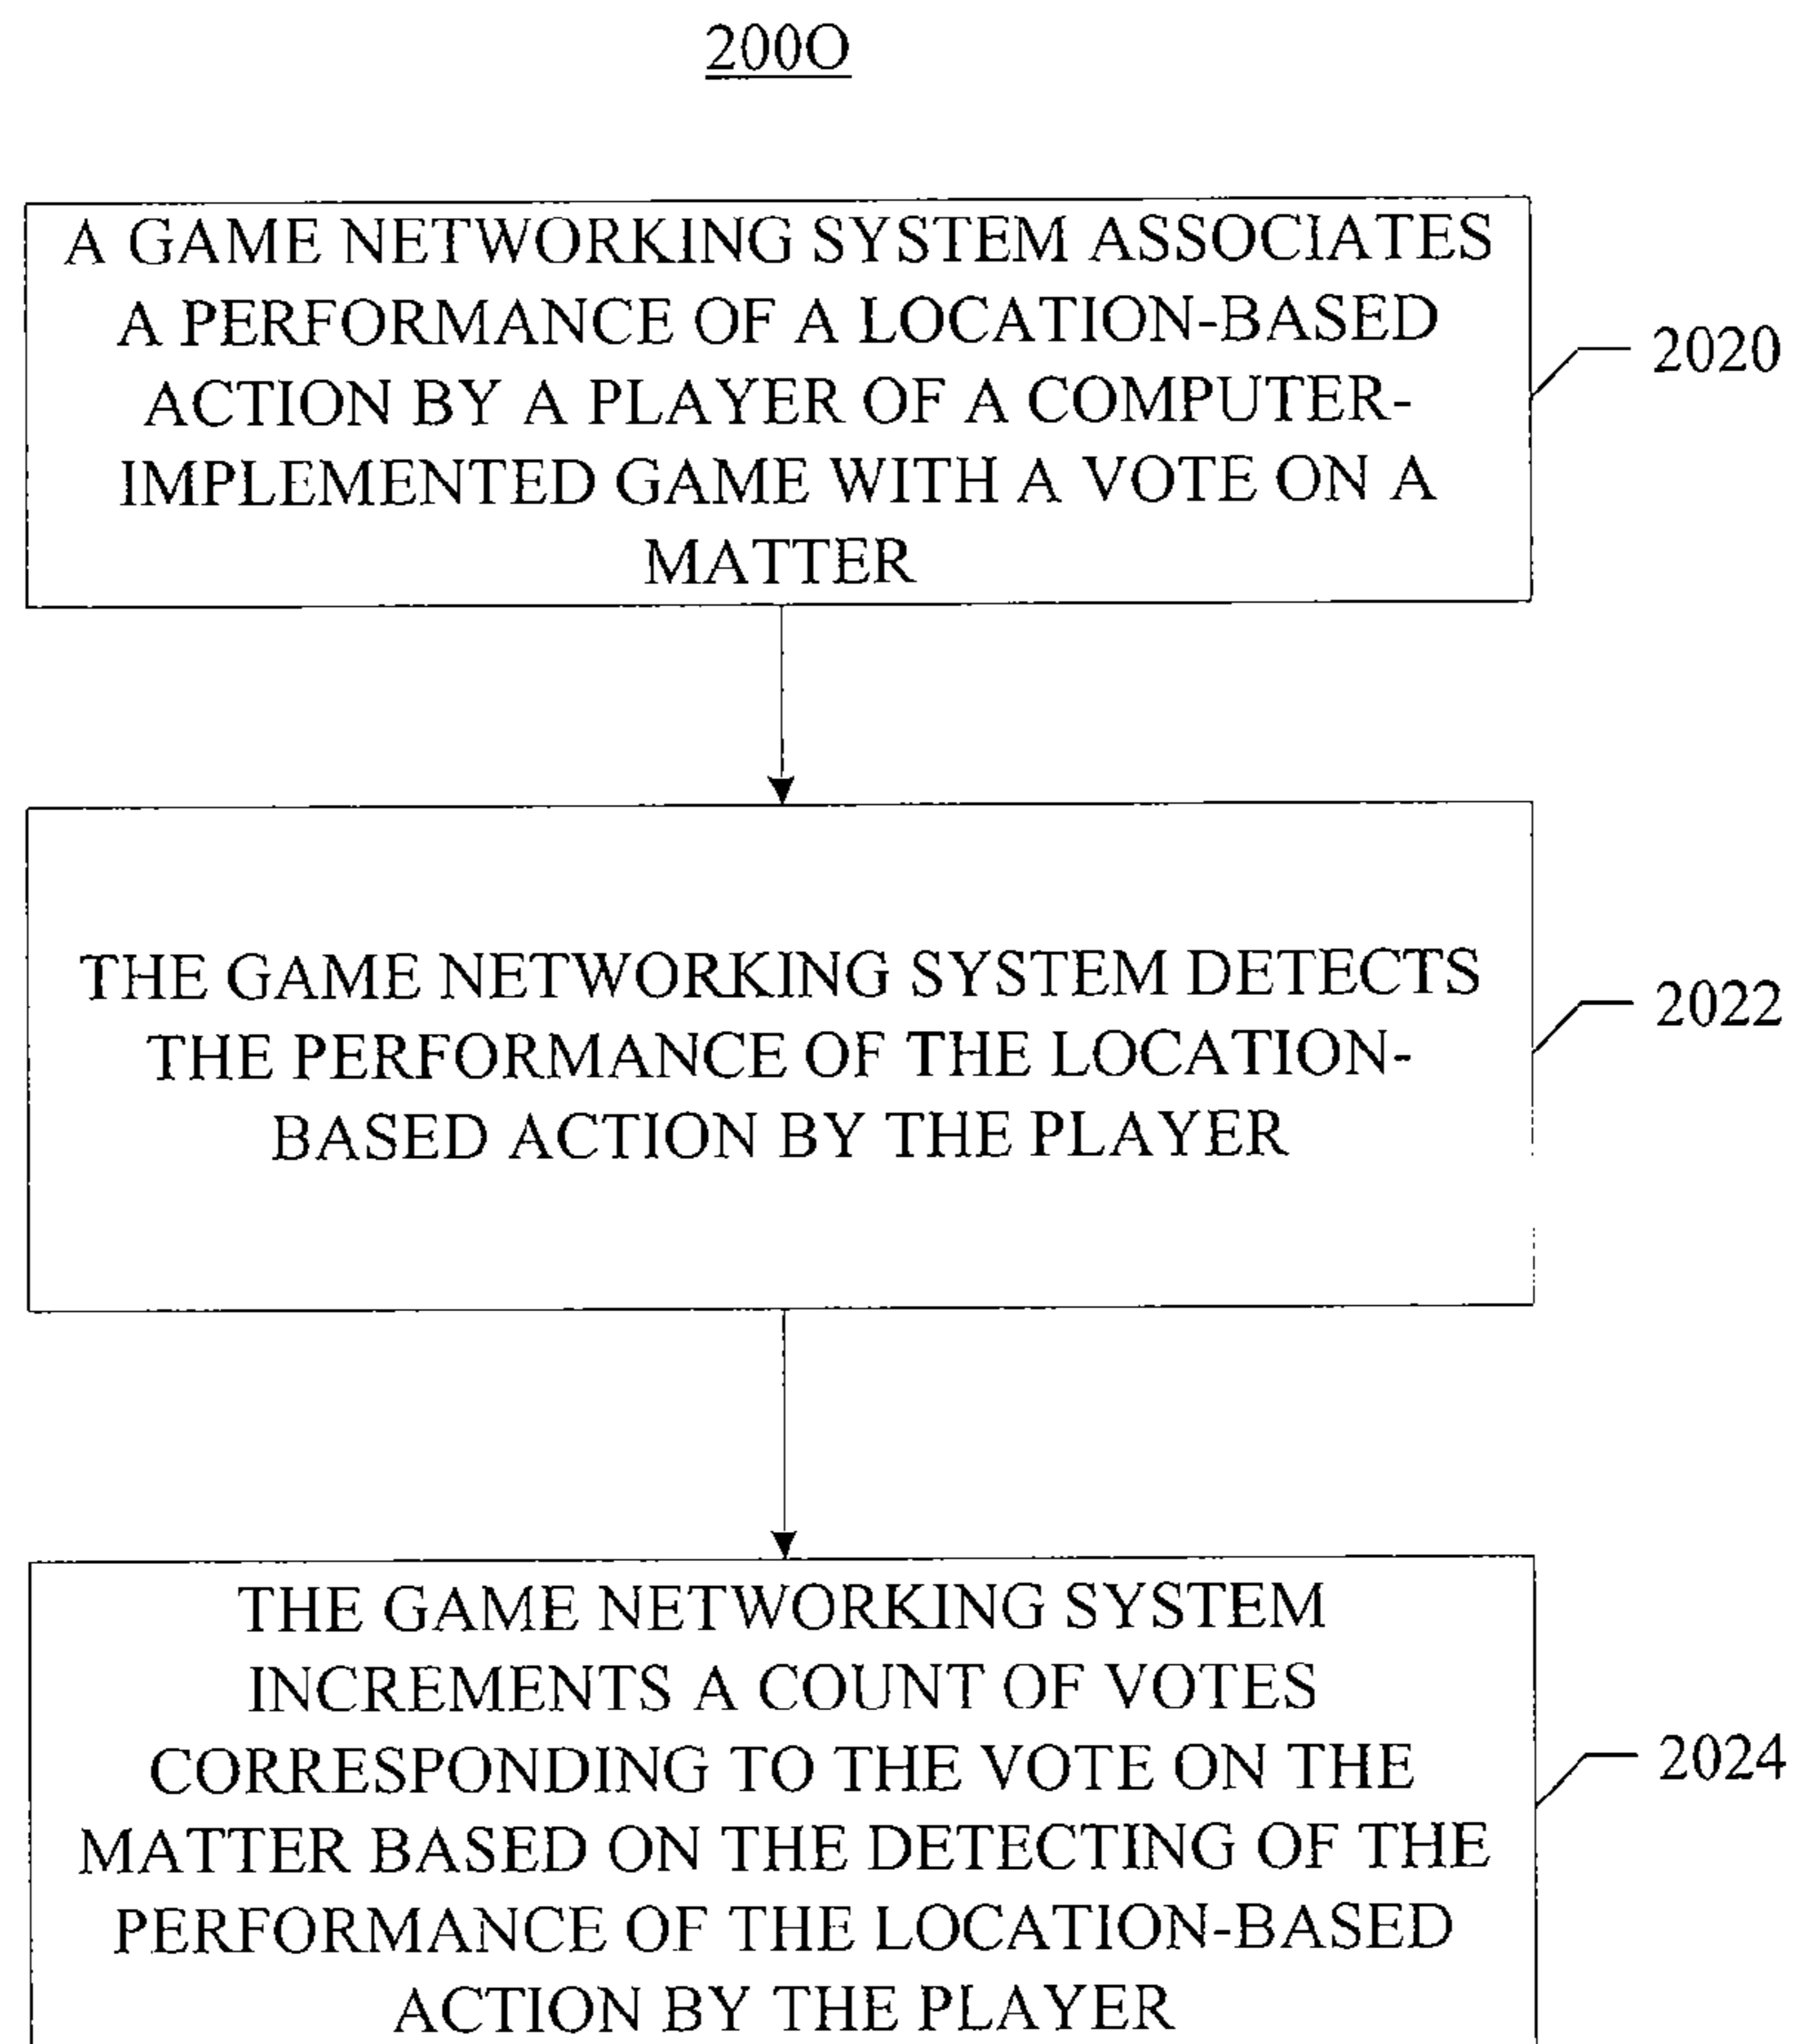 200O
A GAME NETWORKING SYSTEM ASSOCIATES
A PERFORMANCE OF A LOCATION-BASED
ACTION BY A PLAYER OF A COMPUTER-
IMPLEMENTED GAME WITH A VOTE ON A
MATTER
2020
THE GAME NETWORKING SYSTEM DETECTS
THE PERFORMANCE OF THE LOCATION-
BASED ACTION BY THE PLAYER
2022
THE GAME NETWORKING SYSTEM
INCREMENTS A COUNT OF VOTES
CORRESPONDING TO THE VOTE ON THE
MATTER BASED ON THE DETECTING OF THE
PERFORMANCE OF THE LOCATION-BASED
ACTION BY THE PLAYER
2024